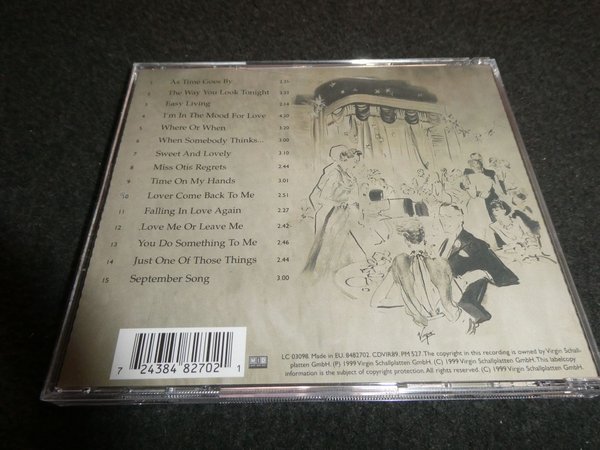 1 As Time Goes By 2.35
2 The Way You Look Tonight 3.33
3 Easy Living 2.14
4 I'm In The Mood For Love 3.20
5 Where Or When 3.20
6 When Somebody Thinks... 3.00
7 Sweet And Lovely 3.10
8 Miss Otis Regrets 2.44
9 Time On My Hands 3.01
10 Lover Come Back To Me 2.51
11 Falling In Love Again 2.27
12 Love Me Or Leave Me 2.42
13 You Do Something To Me 2.46
14 Just One Of Those Things 2.44
15 September Song 3.00
7 24384 82702 1
LC 03098. Made in EU. 8482702. CDVIR89. PM 527. The copyright in this recording is owned by Virgin Schall-
platten GmbH. (P) 1999 Virgin Schallplatten GmbH. (C) 1999 Virgin Schallplatten GmbH. This labelcopy
information is the subject of copyright protection. All rights reserved. (C) 1999 Virgin Schallplatten GmbH.